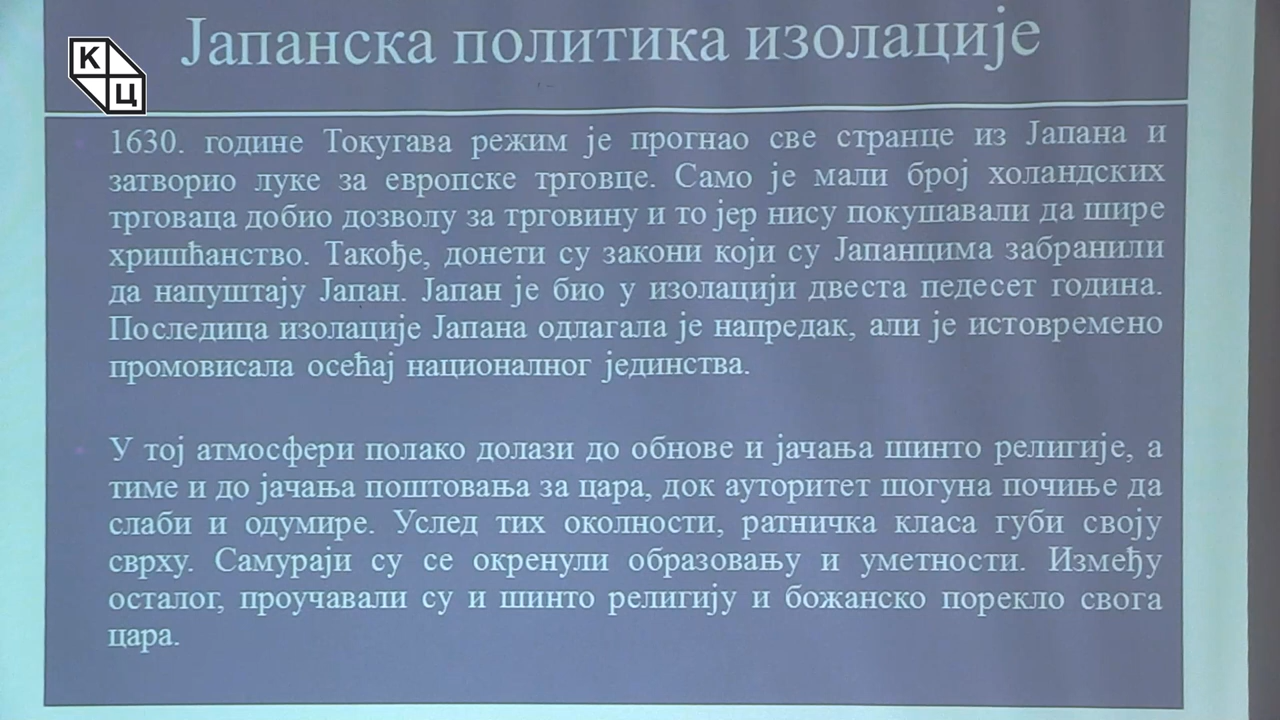 Јапанска политика изолације
К
Ц
1630. године Токугава режим је прогнао све странце из Јапана и
затворио луке за европске трговце. Само је мали број холандских
трговаца добио дозволу за трговину и то јер нису покушавали да шире
хришћанство. Такође, донети су закони који су Јапанцима забранили
да напуштају Јапан. Јапан је био у изолацији двеста педесет година.
Последица изолације Јапана одлагала је напредак, али је истовремено
промовисала осећај националног јединства.
У тој атмосфери полако долази до обнове и јачања шинто религије, а
тиме и до јачања поштовања за цара, док ауторитет шогуна почиње да
слаби и одумире. Услед тих околности, ратничка класа губи своју
сврху. Самураји су се окренули образовању и уметности. Између
осталог, проучавали су и шинто религију и божанско порекло свога
цара.